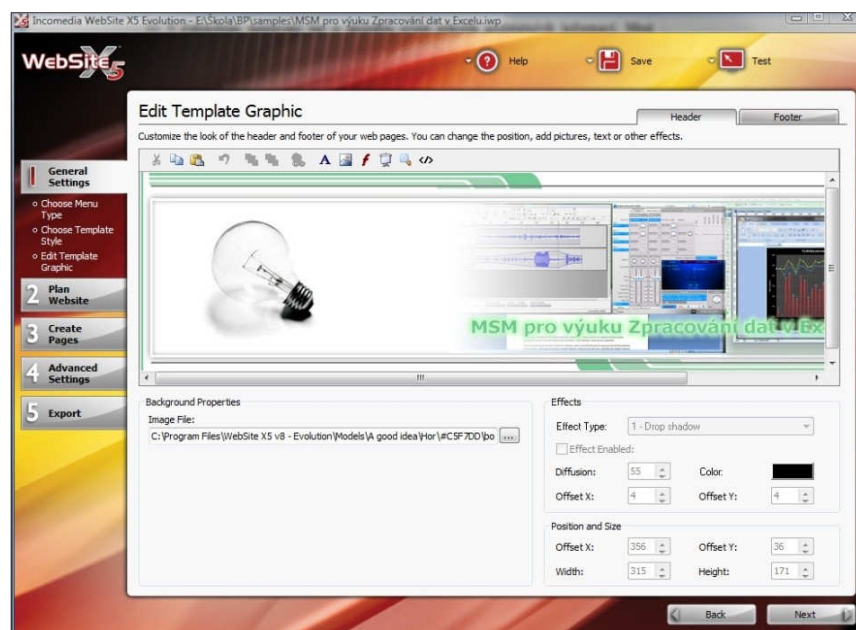 Incomedia WebSite X5 Evolution - E:\Škola\BP\samples\MSM pro výuku Zpracování dat v Excelu.iwp
WebSite X5
Help
Save
Test
Edit Template Graphic
Header
Footer
Customize the look of the header and footer of your web pages. You can change the position, add pictures, text or other effects.
1 General
Settings
Choose Menu
Type
Choose Template
Style
Edit Template
Graphic
2 Plan
Website
3 Create
Pages
4 Advanced
Settings
5 Export
MSM pro výuku Zpracování dat v Ex
Background Properties
Image File:
C:\Program Files\WebSite X5 v8 - Evolution\Models\A good idea\Hor\#C5F7DD\bo
...
Effects
Effect Type:
1 - Drop shadow
Effect Enabled:
Diffusion:
55
Color:
Offset X:
4
Offset Y:
4
Position and Size
Offset X:
356
Offset Y:
36
Width:
315
Height:
171
Back
Next